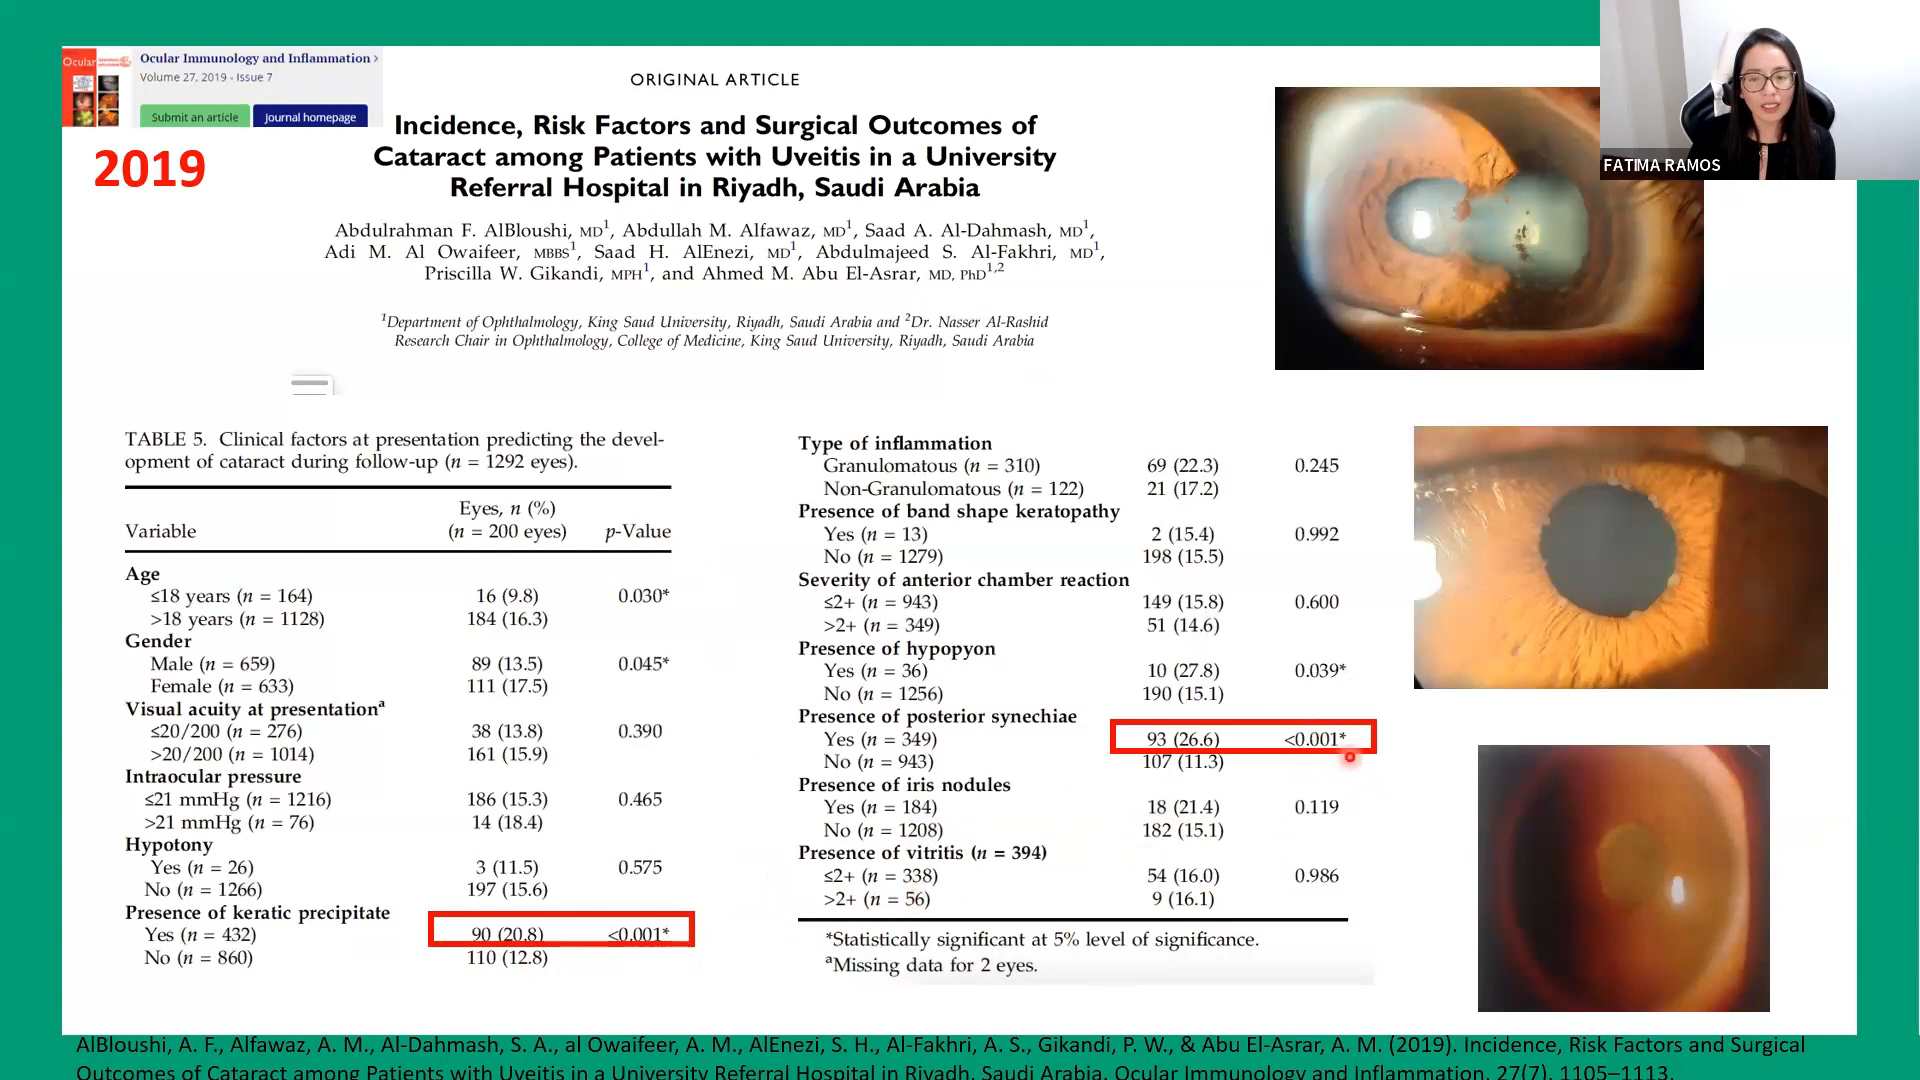 Ocular
Ocular Immunology and Inflammation >
Volume 27, 2019 - Issue 7
Submit an article
Journal homepage
2019
ORIGINAL ARTICLE
Incidence, Risk Factors and Surgical Outcomes of
Cataract among Patients with Uveitis in a University
Referral Hospital in Riyadh, Saudi Arabia
Abdulrahman F. AlBloushi, MD1, Abdullah M. Alfawaz, MD1, Saad A. Al-Dahmash, MD1,
Adi M. Al Owaifeer, MBBS1, Saad H. AlEnezi, MD1, Abdulmajeed S. Al-Fakhri, MD1,
Priscilla W. Gikandi, MPH1, and Ahmed M. Abu El-Asrar, MD, PhD1,2
1Department of Ophthalmology, King Saud University, Riyadh, Saudi Arabia and 2Dr. Nasser Al-Rashid
Research Chair in Ophthalmology, College of Medicine, King Saud University, Riyadh, Saudi Arabia
FATIMA RAMOS
TABLE 5. Clinical factors at presentation predicting the devel-
opment of cataract during follow-up (n = 1292 eyes).
Eyes, n (%)
Variable (n = 200 eyes) p-Value
Age
≤18 years (n = 164) 16 (9.8) 0.030*
>18 years (n = 1128) 184 (16.3)
Gender
Male (n = 659) 89 (13.5) 0.045*
Female (n = 633) 111 (17.5)
Visual acuity at presentationa
≤20/200 (n = 276) 38 (13.8) 0.390
>20/200 (n = 1014) 161 (15.9)
Intraocular pressure
≤21 mmHg (n = 1216) 186 (15.3) 0.465
>21 mmHg (n = 76) 14 (18.4)
Hypotony
Yes (n = 26) 3 (11.5) 0.575
No (n = 1266) 197 (15.6)
Presence of keratic precipitate
Yes (n = 432) 90 (20.8) <0.001*
No (n = 860) 110 (12.8)
Type of inflammation
Granulomatous (n = 310) 69 (22.3) 0.245
Non-Granulomatous (n = 122) 21 (17.2)
Presence of band shape keratopathy
Yes (n = 13) 2 (15.4) 0.992
No (n = 1279) 198 (15.5)
Severity of anterior chamber reaction
≤2+ (n = 943) 149 (15.8) 0.600
>2+ (n = 349) 51 (14.6)
Presence of hypopyon
Yes (n = 36) 10 (27.8) 0.039*
No (n = 1256) 190 (15.1)
Presence of posterior synechiae
Yes (n = 349) 93 (26.6) <0.001*
No (n = 943) 107 (11.3)
Presence of iris nodules
Yes (n = 184) 18 (21.4) 0.119
No (n = 1208) 182 (15.1)
Presence of vitritis (n = 394)
≤2+ (n = 338) 54 (16.0) 0.986
>2+ (n = 56) 9 (16.1)
*Statistically significant at 5% level of significance.
aMissing data for 2 eyes.
AlBloushi, A. F., Alfawaz, A. M., Al-Dahmash, S. A., al Owaifeer, A. M., AlEnezi, S. H., Al-Fakhri, A. S., Gikandi, P. W., & Abu El-Asrar, A. M. (2019). Incidence, Risk Factors and Surgical
Outcomes of Cataract among Patients with Uveitis in a University Referral Hospital in Riyadh, Saudi Arabia. Ocular Immunology and Inflammation, 27(7), 1105–1113.